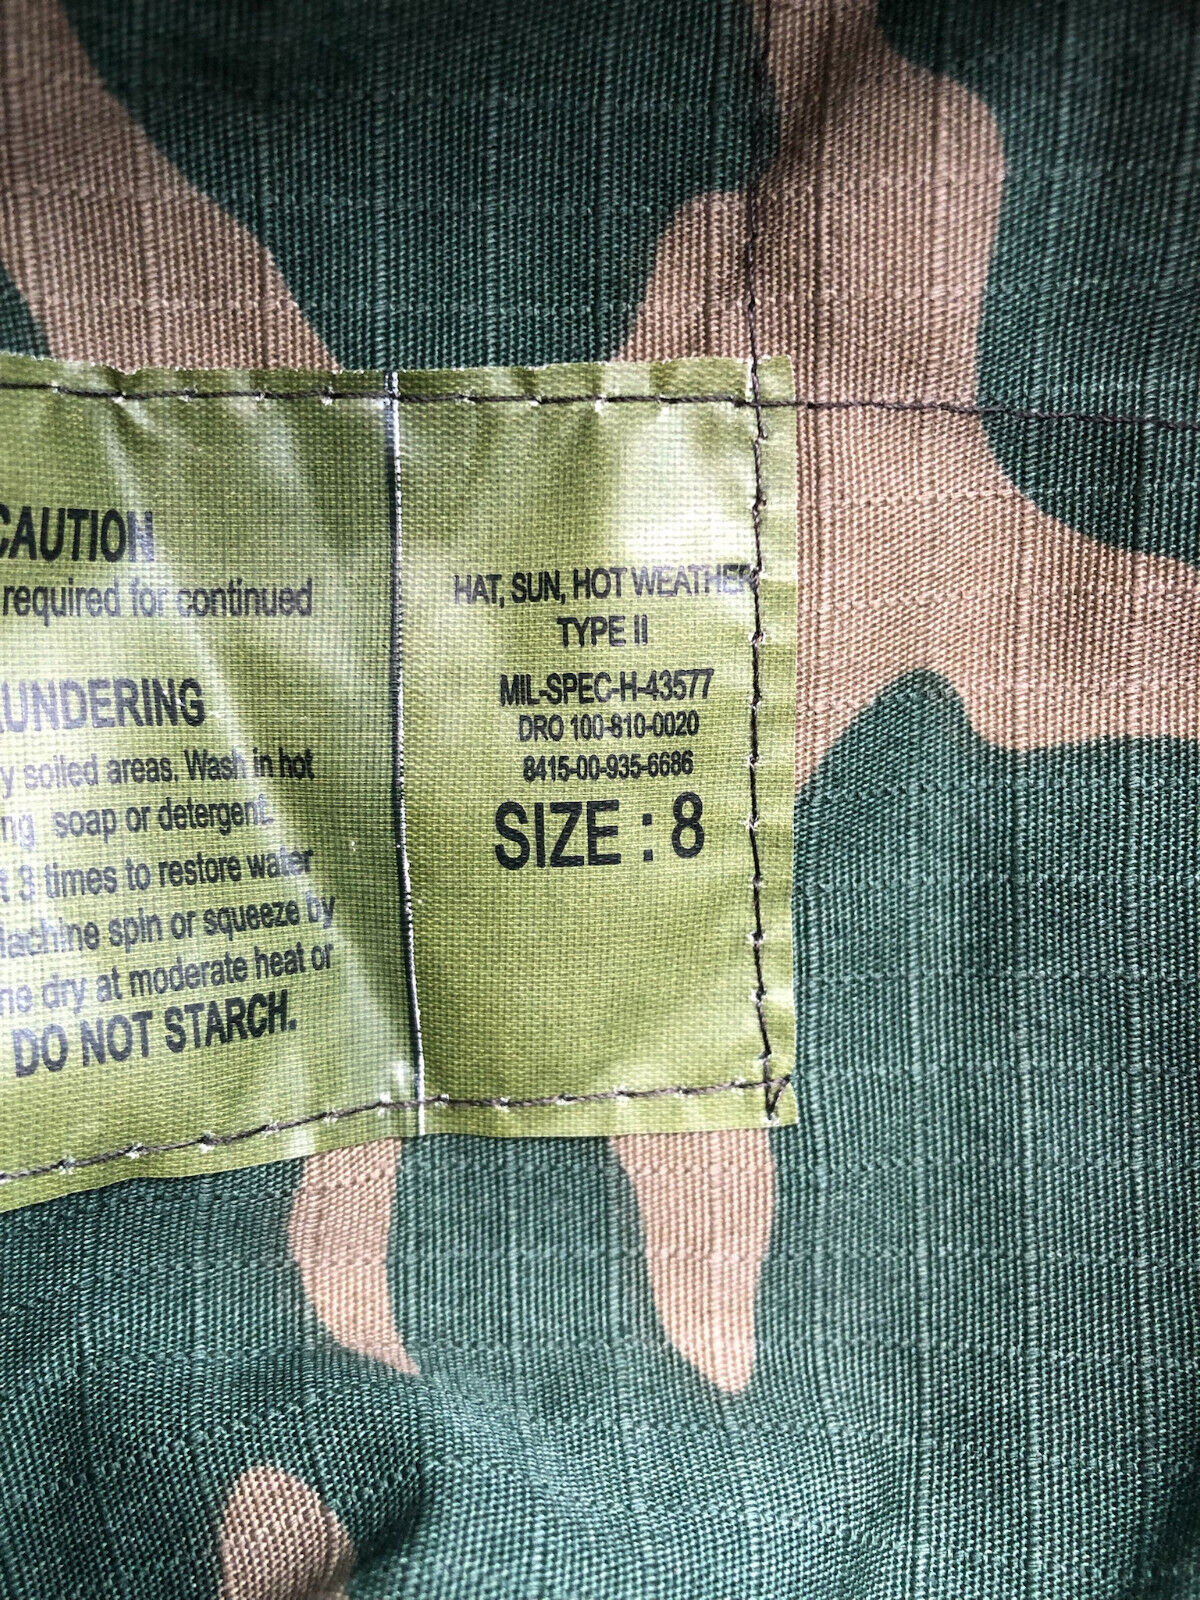 CAUTION
required for continued
UNDERING
y soiled areas. Wash in hot
ng soap or detergent.
t 3 times to restore water
Machine spin or squeeze by
ne dry at moderate heat or
DO NOT STARCH.
HAT, SUN, HOT WEATHER
TYPE II
MIL-SPEC-H-43577
DRO 100-810-0020
8415-00-935-6686
SIZE : 8